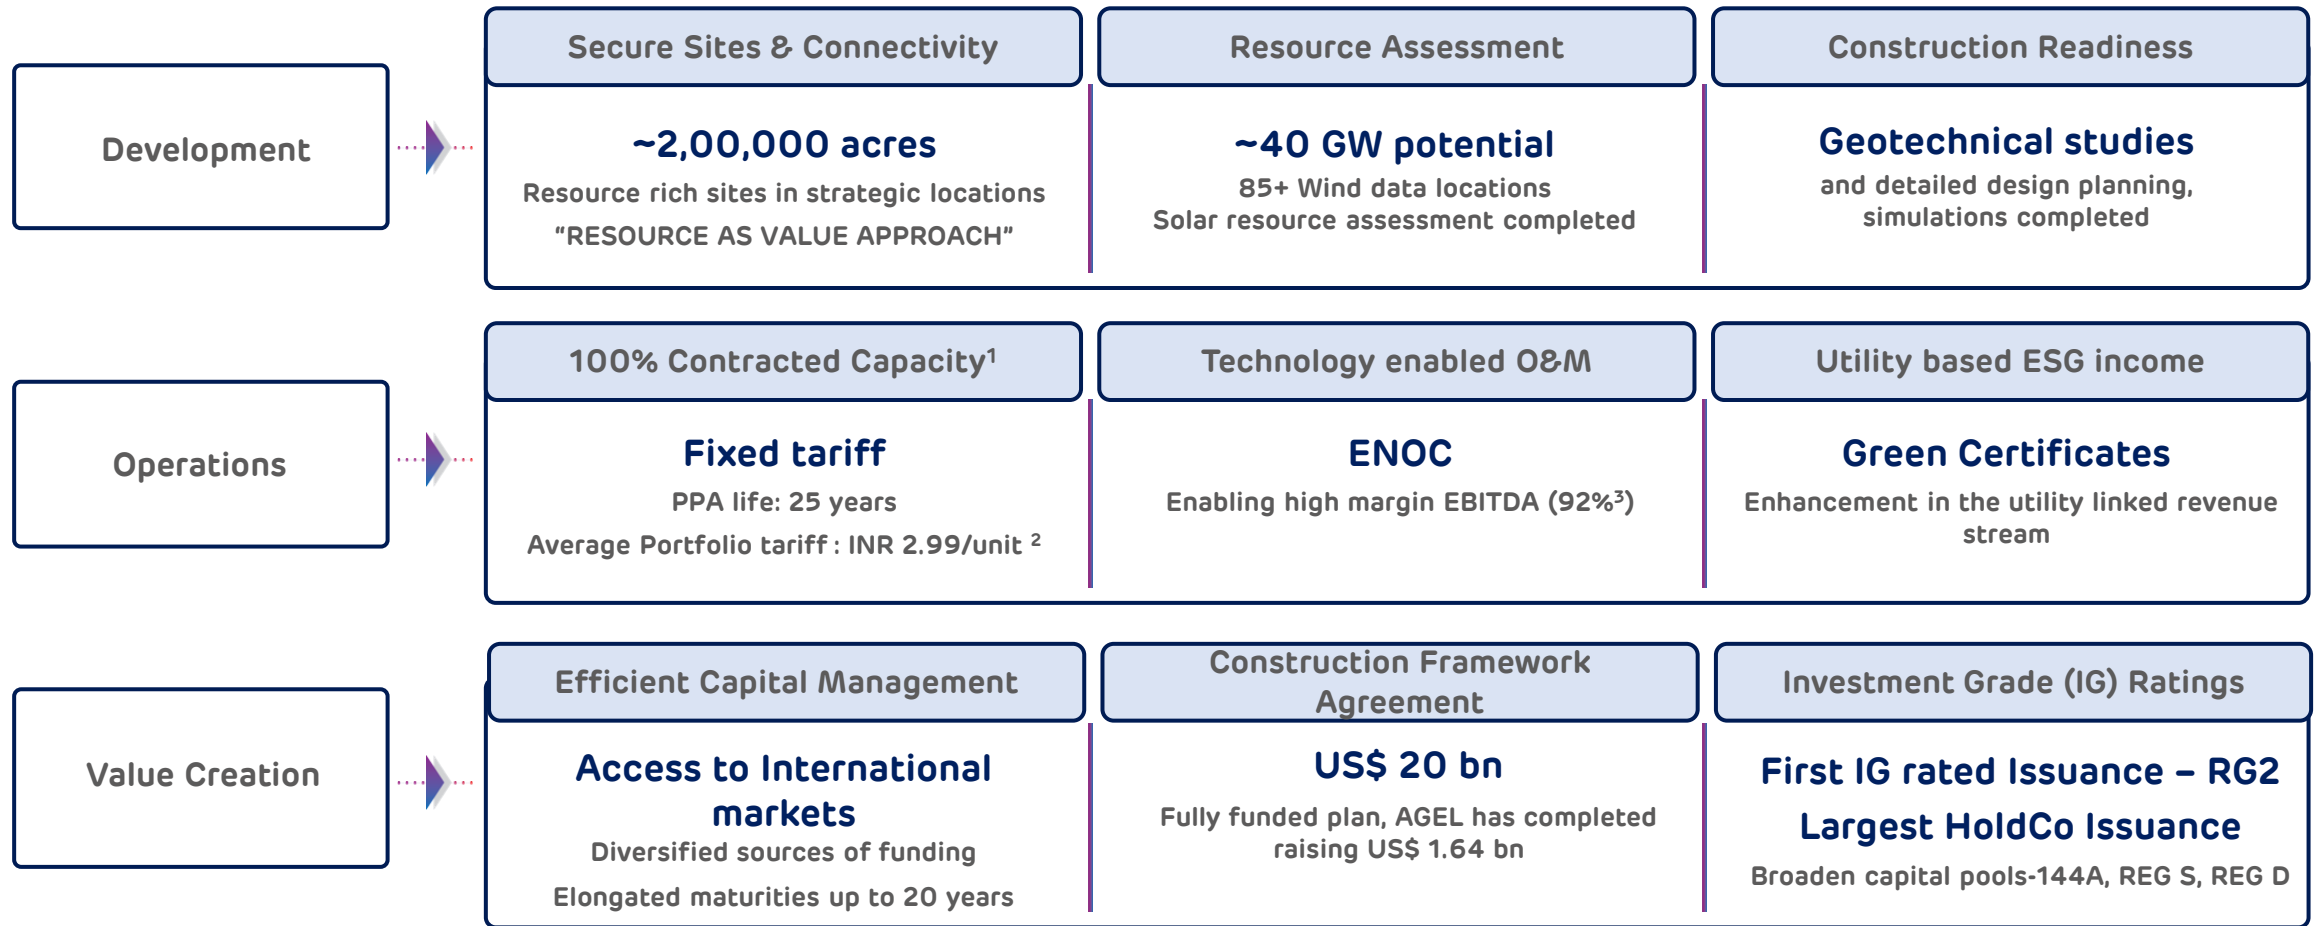 Development
Secure Sites & Connectivity
~2,00,000 acres
Resource rich sites in strategic locations
"RESOURCE AS VALUE APPROACH"
Resource Assessment
~40 GW potential
85+ Wind data locations
Solar resource assessment completed
Construction Readiness
Geotechnical studies
and detailed design planning,
simulations completed
Operations
100% Contracted Capacity¹
Fixed tariff
PPA life: 25 years
Average Portfolio tariff : INR 2.99/unit ²
Technology enabled O&M
ENOC
Enabling high margin EBITDA (92%³)
Utility based ESG income
Green Certificates
Enhancement in the utility linked revenue
stream
Value Creation
Efficient Capital Management
Access to International
markets
Diversified sources of funding
Elongated maturities up to 20 years
Construction Framework
Agreement
US$ 20 bn
Fully funded plan, AGEL has completed
raising US$ 1.64 bn
Investment Grade (IG) Ratings
First IG rated Issuance – RG2
Largest HoldCo Issuance
Broaden capital pools-144A, REG S, REG D